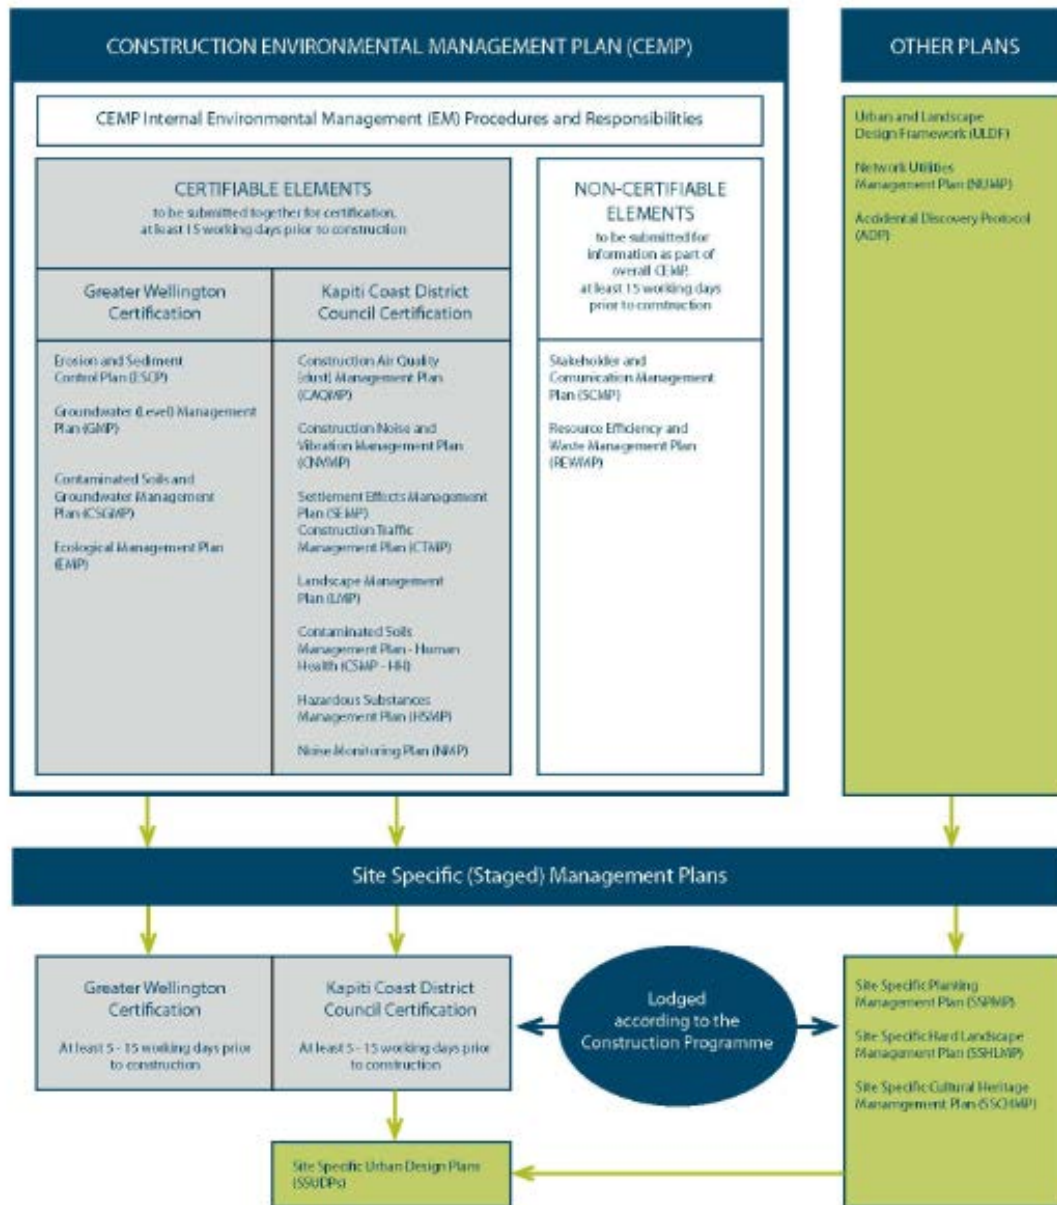 CONSTRUCTION ENVIRONMENTAL MANAGEMENT PLAN (CEMP)
CEMP Internal Environmental Management (EM) Procedures and Responsibilities
CERTIFIABLE ELEMENTS
to be submitted together for certification,
at least 15 working days prior to construction
Greater Wellington
Certification
Erosion and Sediment
Control Plan (ESCP)
Groundwater (Level) Management
Plan (GMP)
Contaminated Soils and
Groundwater Management
Plan (CSGMP)
Ecological Management Plan
(EMP)
Kapiti Coast District
Council Certification
Construction Air Quality
(dust) Management Plan
(CAQMP)
Construction Noise and
Vibration Management Plan
(CNVMP)
Settlement Effects Management
Plan (SEMP)
Construction Traffic
Management Plan (CTMP)
Landscape Management
Plan (LMP)
Contaminated Soils
Management Plan - Human
Health (CSMP - HH)
Hazardous Substances
Management Plan (HSMP)
Noise Monitoring Plan (NMP)
NON-CERTIFIABLE
ELEMENTS
to be submitted for
information as part of
overall CEMP,
at least 15 working days
prior to construction
Stakeholder and
Comunication Management
Plan (SCMP)
Resource Efficiency and
Waste Management Plan
(REWMP)
OTHER PLANS
Urban and Landscape
Design Framework (ULDF)
Network Utilities
Management Plan (NUMP)
Accidental Discovery Protocol
(ADP)
Site Specific (Staged) Management Plans
Greater Wellington
Certification
At least 5 - 15 working days prior
to construction
Kapiti Coast District
Council Certification
At least 5 - 15 working days prior
to construction
Lodged
according to the
Construction Programme
Site Specific Planting
Management Plan (SSPMP)
Site Specific Hard Landscape
Management Plan (SSHLMP)
Site Specific Cultural Heritage
Manamgement Plan (SSCHMP)
Site Specific Urban Design Plans
(SSUDPs)